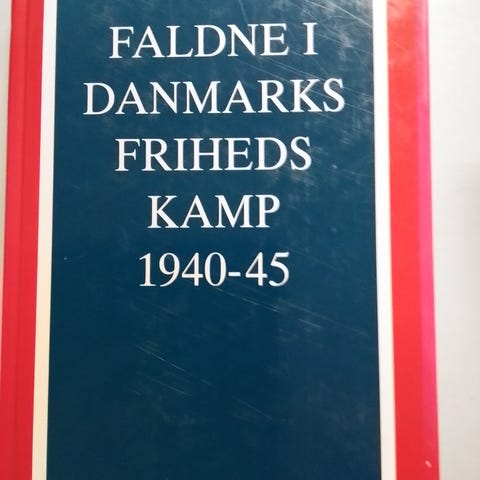 FALDNE I
DANMARKS
FRIHEDS
KAMP
1940-45